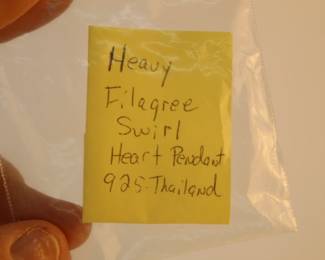 Heavy
Filagree
Swirl
Heart Pendant
925-Thailand